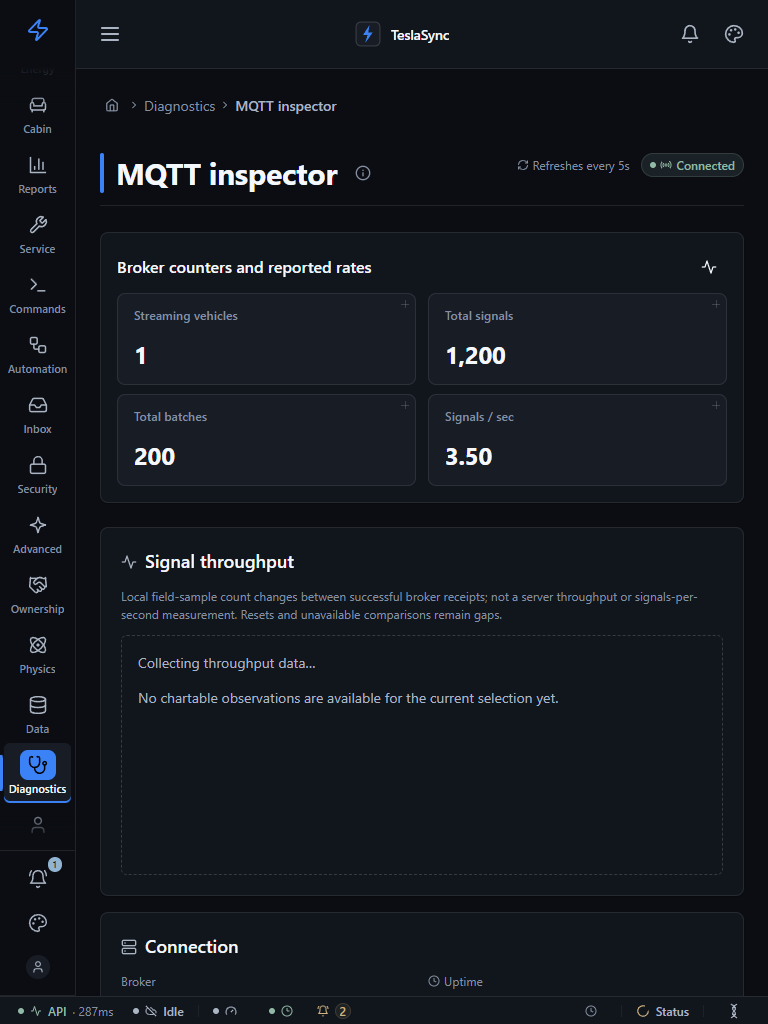 TeslaSync
Energy
Cabin
Reports
Service
Commands
Automation
Inbox
Security
Advanced
Ownership
Physics
Data
Diagnostics
1
Diagnostics
MQTT inspector
MQTT inspector
Refreshes every 5s
Connected
Broker counters and reported rates
Streaming vehicles
1
Total signals
1,200
Total batches
200
Signals / sec
3.50
Signal throughput
Local field-sample count changes between successful broker receipts; not a server throughput or signals-per-
second measurement. Resets and unavailable comparisons remain gaps.
Collecting throughput data...
No chartable observations are available for the current selection yet.
Connection
Broker
Uptime
API · 287ms
Idle
2
Status